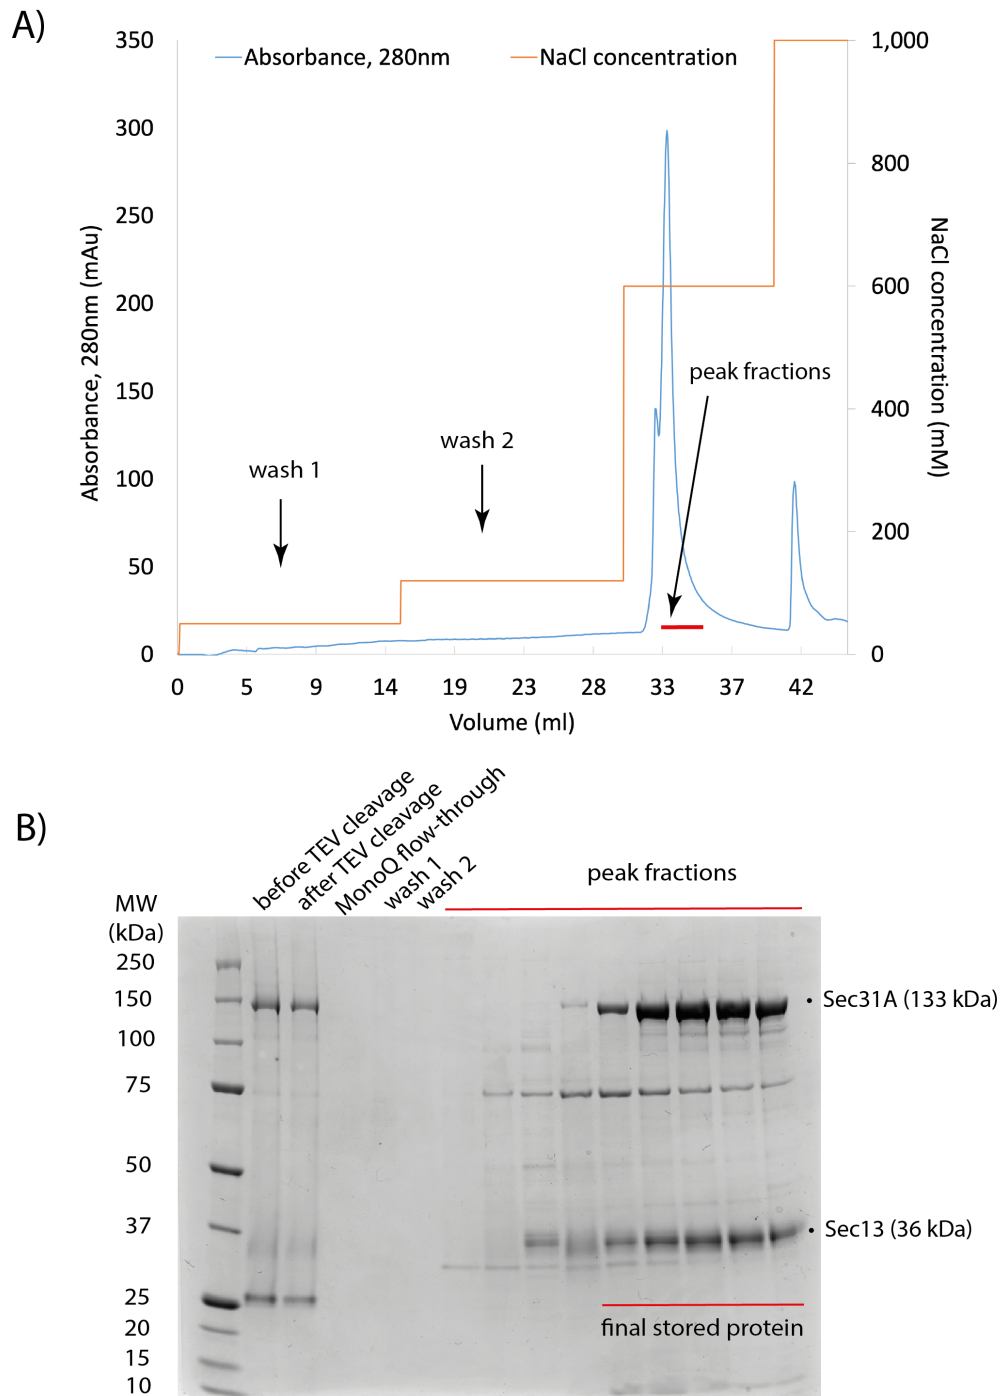 A)
Absorbance, 280nm
NaCl concentration
350
300
250
200
150
100
50
0
Absorbance, 280nm (mAu)
1,000
800
600
400
200
0
NaCl concentration (mM)
wash 1
wash 2
peak fractions
0 5 9 14 19 23 28 33 37 42
Volume (ml)
B)
before TEV cleavage
after TEV cleavage
MonoQ flow-through
wash 1
wash 2
peak fractions
MW
(kDa)
250
150
100
75
50
37
25
20
15
10
• Sec31A (133 kDa)
• Sec13 (36 kDa)
final stored protein